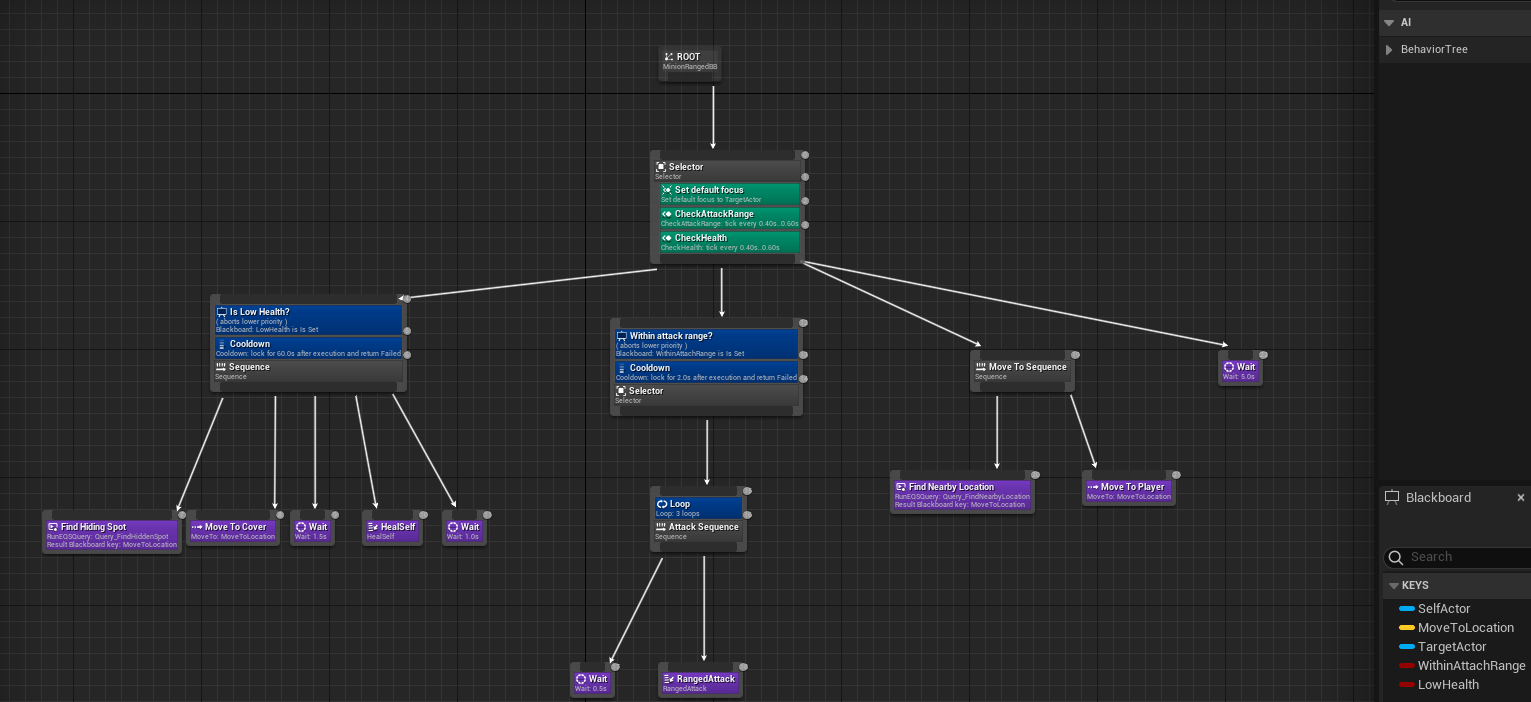 ROOT
MinionRangedBB
Selector
Selector
Set default focus
Set default focus to TargetActor
CheckAttackRange
CheckAttackRange: tick every 0.40s..0.60s
CheckHealth
CheckHealth: tick every 0.40s..0.60s
Is Low Health?
( aborts lower priority )
Blackboard: LowHealth is Is Set
Cooldown
Cooldown: lock for 60.0s after execution and return Failed
Sequence
Sequence
Within attack range?
( aborts lower priority )
Blackboard: WithinAttachRange is Is Set
Cooldown
Cooldown: lock for 2.0s after execution and return Failed
Selector
Selector
Move To Sequence
Sequence
Wait
Wait: 5.0s
Find Hiding Spot
RunEQSQuery: Query_FindHiddenSpot
Result Blackboard key: MoveToLocation
Move To Cover
MoveTo: MoveToLocation
Wait
Wait: 1.5s
HealSelf
HealSelf
Wait
Wait: 1.0s
Loop
Loop: 3 loops
Attack Sequence
Sequence
Find Nearby Location
RunEQSQuery: Query_FindNearbyLocation
Result Blackboard key: MoveToLocation
Move To Player
MoveTo: MoveToLocation
Wait
Wait: 0.5s
RangedAttack
RangedAttack
AI
BehaviorTree
Blackboard
Search
KEYS
SelfActor
MoveToLocation
TargetActor
WithinAttachRange
LowHealth